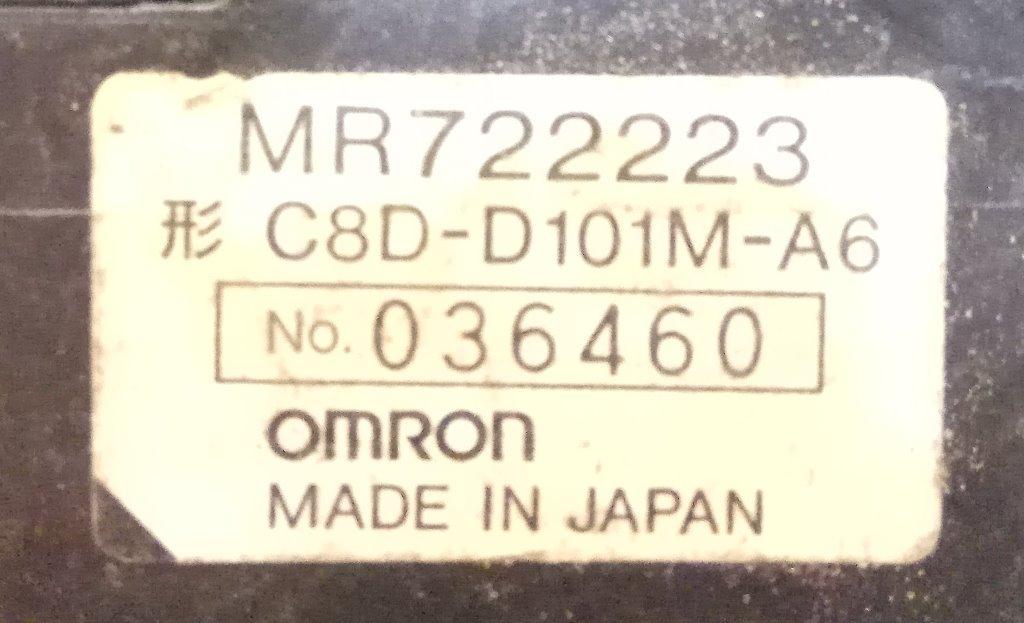 MR722223
形 C8D-D101M-A6
No. 036460
omron
MADE IN JAPAN